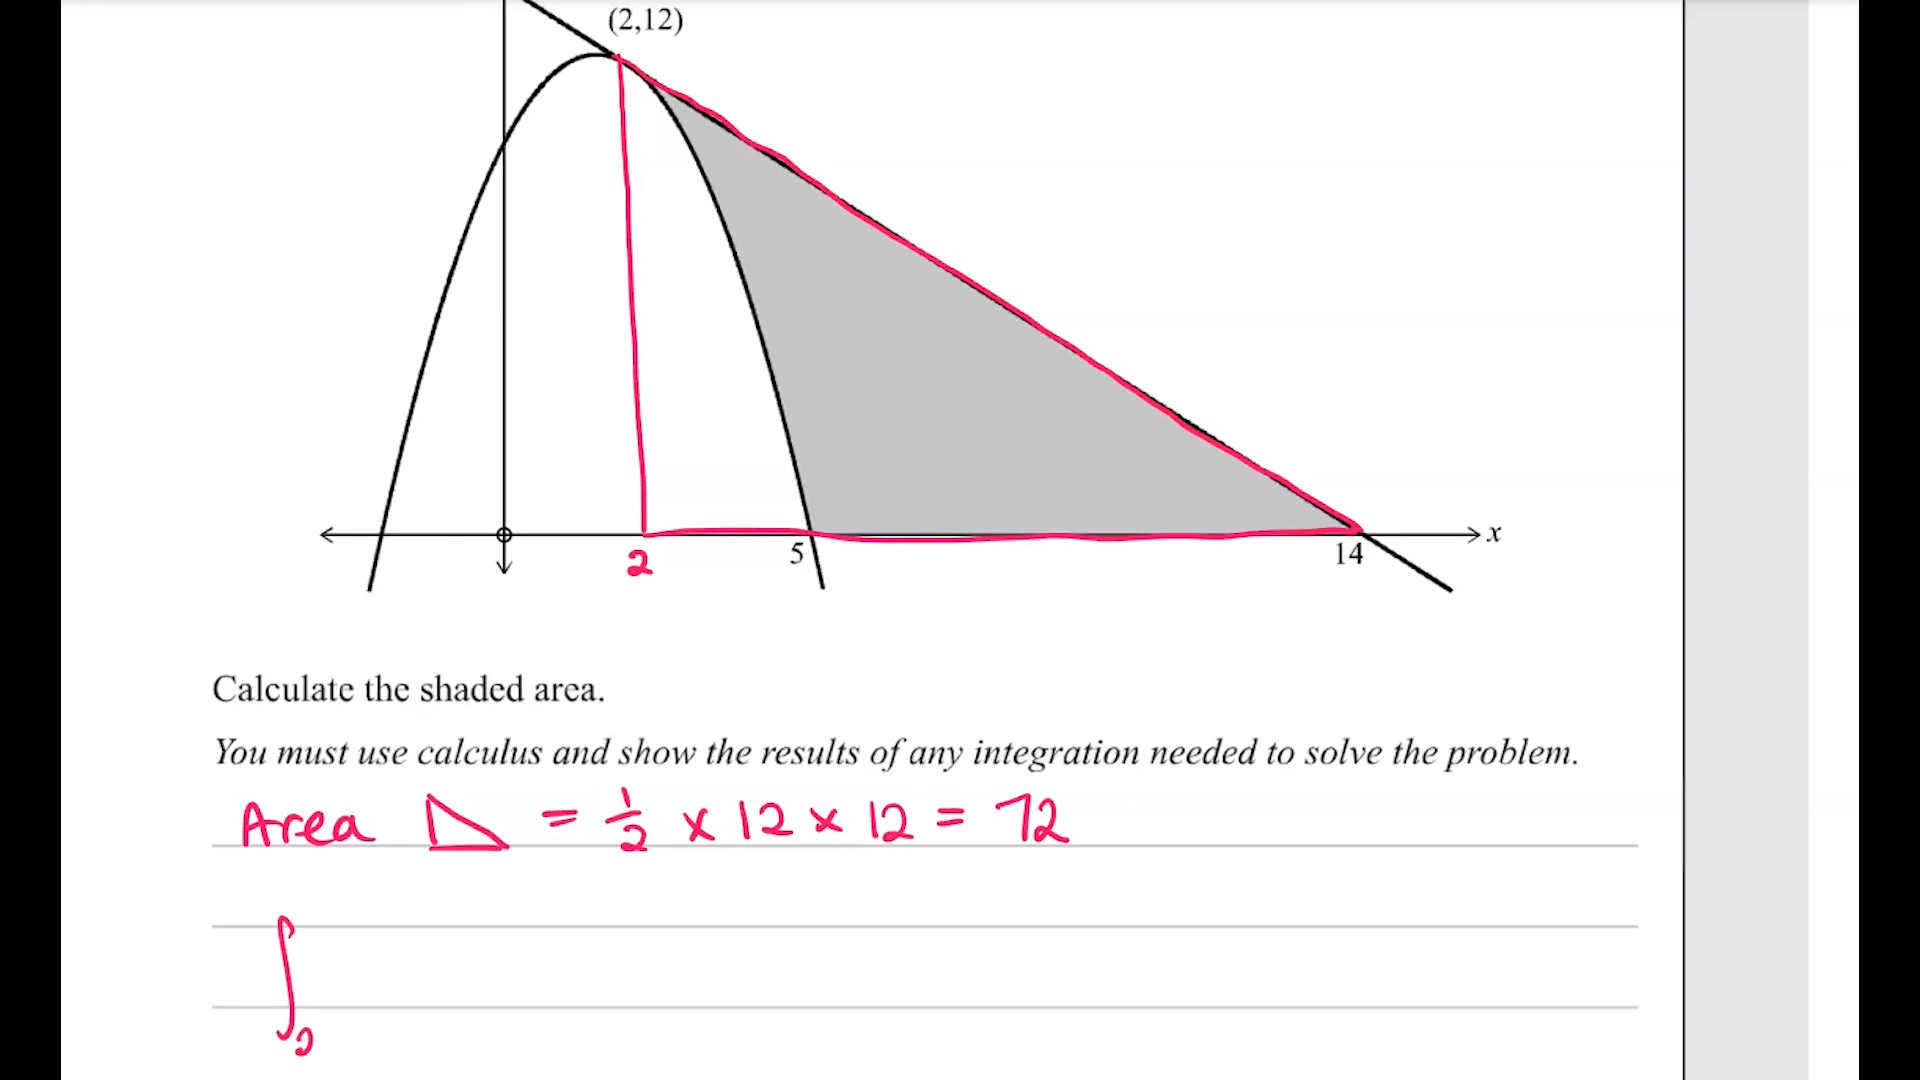 (2,12)
x
2
5
14
Calculate the shaded area.
You must use calculus and show the results of any integration needed to solve the problem.
Area ◺ = 1/2 × 12 × 12 = 72
∫2